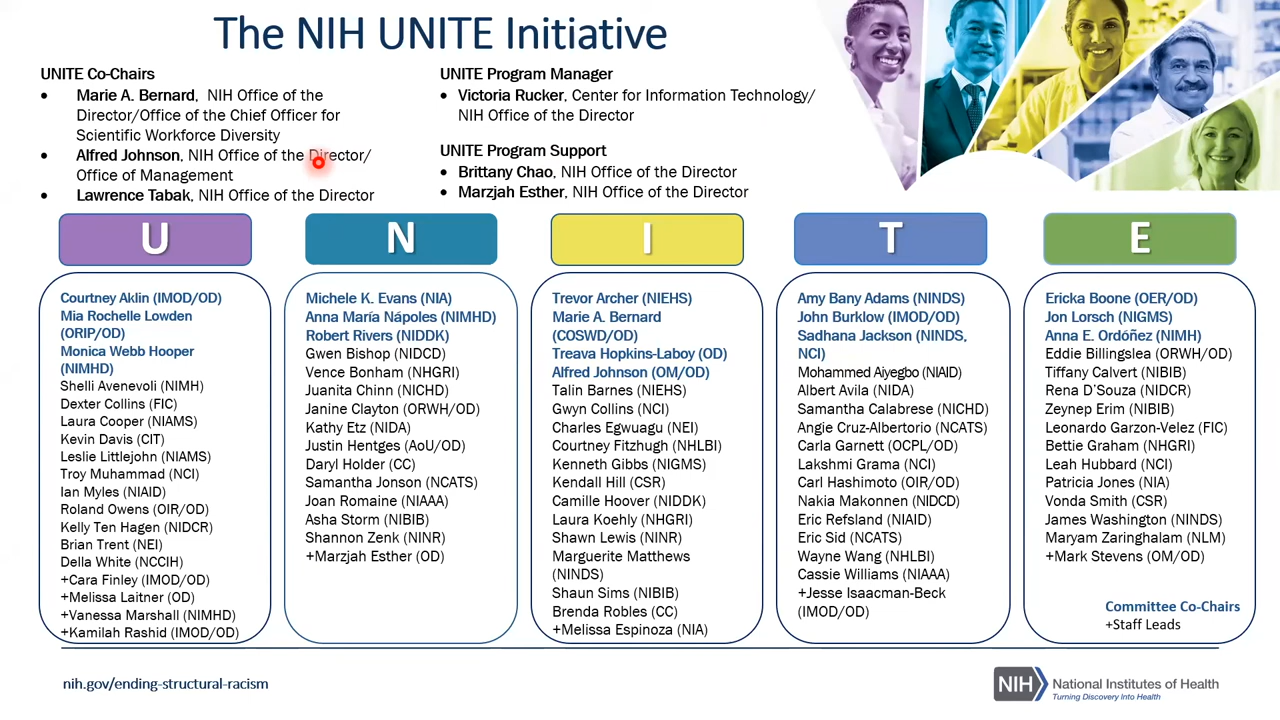 The NIH UNITE Initiative
UNITE Co-Chairs
• Marie A. Bernard, NIH Office of the
Director/Office of the Chief Officer for
Scientific Workforce Diversity
• Alfred Johnson, NIH Office of the Director/
Office of Management
• Lawrence Tabak, NIH Office of the Director
UNITE Program Manager
• Victoria Rucker, Center for Information Technology/
NIH Office of the Director
UNITE Program Support
• Brittany Chao, NIH Office of the Director
• Marzjah Esther, NIH Office of the Director
U
Courtney Aklin (IMOD/OD)
Mia Rochelle Lowden
(ORIP/OD)
Monica Webb Hooper
(NIMHD)
Shelli Avenevoli (NIMH)
Dexter Collins (FIC)
Laura Cooper (NIAMS)
Kevin Davis (CIT)
Leslie Littlejohn (NIAMS)
Troy Muhammad (NCI)
Ian Myles (NIAID)
Roland Owens (OIR/OD)
Kelly Ten Hagen (NIDCR)
Brian Trent (NEI)
Della White (NCCIH)
+Cara Finley (IMOD/OD)
+Melissa Laitner (OD)
+Vanessa Marshall (NIMHD)
+Kamilah Rashid (IMOD/OD)
N
Michele K. Evans (NIA)
Anna María Nápoles (NIMHD)
Robert Rivers (NIDDK)
Gwen Bishop (NIDCD)
Vence Bonham (NHGRI)
Juanita Chinn (NICHD)
Janine Clayton (ORWH/OD)
Kathy Etz (NIDA)
Justin Hentges (AoU/OD)
Daryl Holder (CC)
Samantha Jonson (NCATS)
Joan Romaine (NIAAA)
Asha Storm (NIBIB)
Shannon Zenk (NINR)
+Marzjah Esther (OD)
I
Trevor Archer (NIEHS)
Marie A. Bernard
(COSWD/OD)
Treava Hopkins-Laboy (OD)
Alfred Johnson (OM/OD)
Talin Barnes (NIEHS)
Gwyn Collins (NCI)
Charles Egwuagu (NEI)
Courtney Fitzhugh (NHLBI)
Kenneth Gibbs (NIGMS)
Kendall Hill (CSR)
Camille Hoover (NIDDK)
Laura Koehly (NHGRI)
Shawn Lewis (NINR)
Marguerite Matthews
(NINDS)
Shaun Sims (NIBIB)
Brenda Robles (CC)
+Melissa Espinoza (NIA)
T
Amy Bany Adams (NINDS)
John Burklow (IMOD/OD)
Sadhana Jackson (NINDS,
NCI)
Mohammed Aiyegbo (NIAID)
Albert Avila (NIDA)
Samantha Calabrese (NICHD)
Angie Cruz-Albertorio (NCATS)
Carla Garnett (OCPL/OD)
Lakshmi Grama (NCI)
Carl Hashimoto (OIR/OD)
Nakia Makonnen (NIDCD)
Eric Refsland (NIAID)
Eric Sid (NCATS)
Wayne Wang (NHLBI)
Cassie Williams (NIAAA)
+Jesse Isaacman-Beck
(IMOD/OD)
E
Ericka Boone (OER/OD)
Jon Lorsch (NIGMS)
Anna E. Ordóñez (NIMH)
Eddie Billingslea (ORWH/OD)
Tiffany Calvert (NIBIB)
Rena D'Souza (NIDCR)
Zeynep Erim (NIBIB)
Leonardo Garzon-Velez (FIC)
Bettie Graham (NHGRI)
Leah Hubbard (NCI)
Patricia Jones (NIA)
Vonda Smith (CSR)
James Washington (NINDS)
Maryam Zaringhalam (NLM)
+Mark Stevens (OM/OD)
Committee Co-Chairs
+Staff Leads
nih.gov/ending-structural-racism
NIH National Institutes of Health
Turning Discovery Into Health